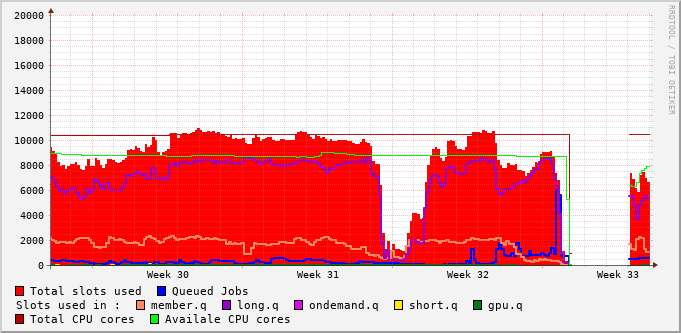 RRDTOOL / TOBI OETIKER
20000
18000
16000
14000
12000
10000
8000
6000
4000
2000
0
Week 30 Week 31 Week 32 Week 33
Total slots used Queued Jobs
Slots used in : member.q long.q ondemand.q short.q gpu.q
Total CPU cores Availale CPU cores